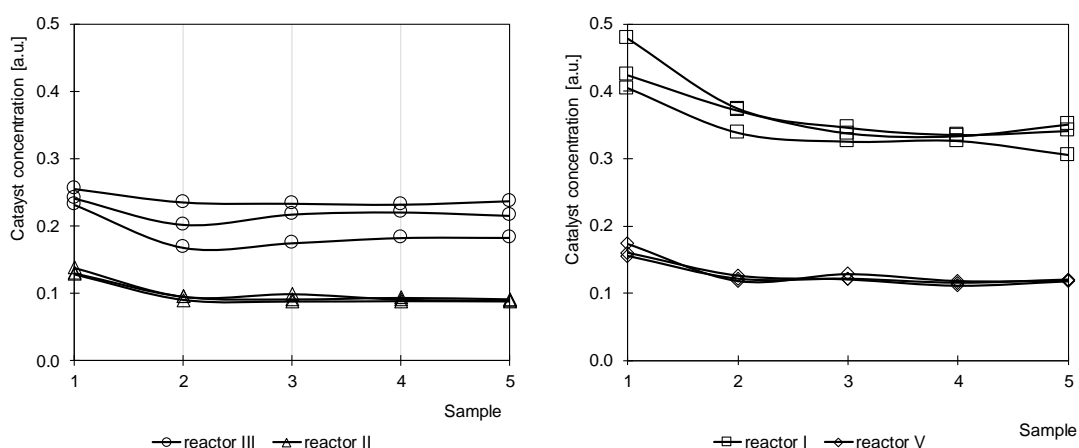 Catayst concentration [a.u.]
0.5
0.4
0.3
0.2
0.1
0.0
1 2 3 4 5
Sample
reactor III reactor II
Catalyst concentration [a.u.]
0.5
0.4
0.3
0.2
0.1
0.0
1 2 3 4 5
Sample
reactor I reactor V